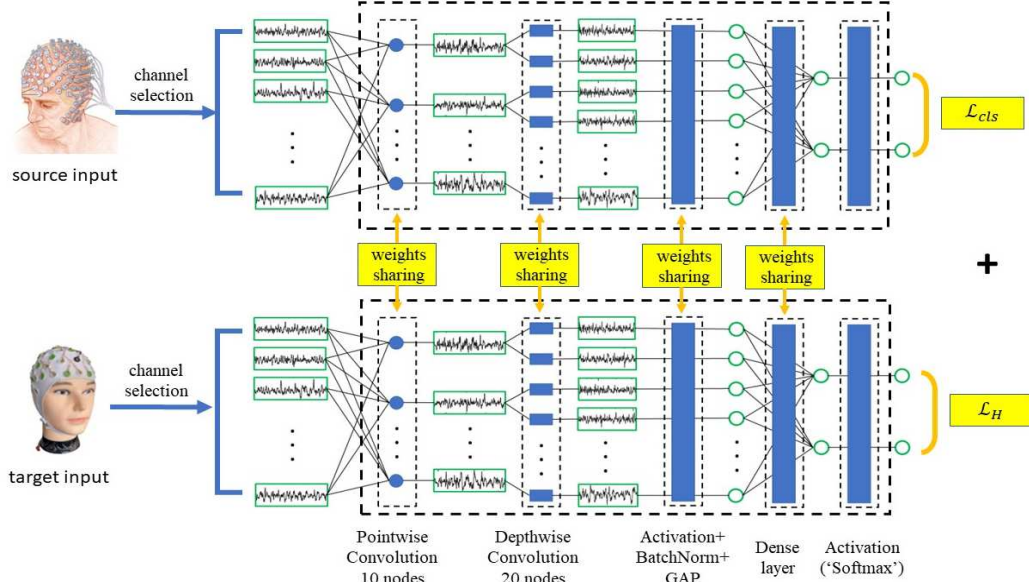 channel
selection
source input
ℒcls
weights
sharing
weights
sharing
weights
sharing
weights
sharing
+
channel
selection
target input
ℒH
Pointwise
Convolution
10 nodes
Depthwise
Convolution
20 nodes
Activation+
BatchNorm+
GAP
Dense
layer
Activation
(‘Softmax’)